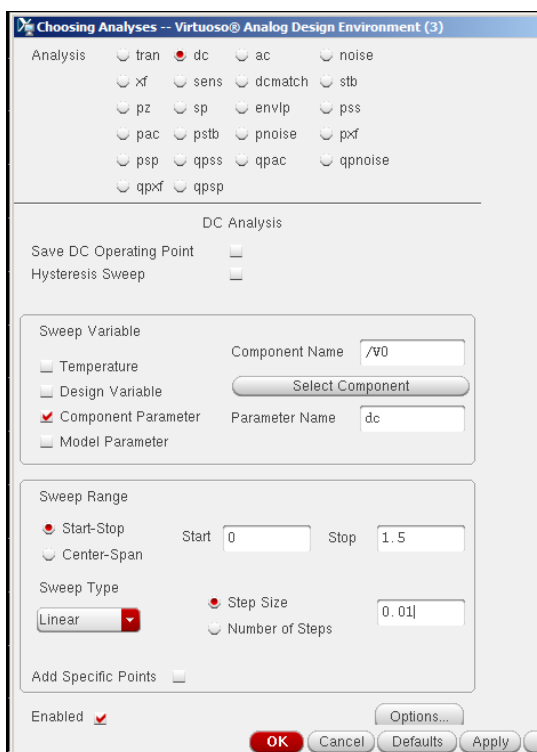 Choosing Analyses -- Virtuoso® Analog Design Environment (3)
Analysis tran dc ac noise
xf sens dcmatch stb
pz sp envlp pss
pac pstb pnoise pxf
psp qpss qpac qpnoise
qpxf qpsp
DC Analysis
Save DC Operating Point
Hysteresis Sweep
Sweep Variable
Temperature
Design Variable
Component Parameter
Model Parameter
Component Name /V0
Select Component
Parameter Name dc
Sweep Range
Start-Stop
Center-Span
Start 0 Stop 1.5
Sweep Type
Linear
Step Size
Number of Steps
0.01
Add Specific Points
Enabled Options...
OK Cancel Defaults Apply